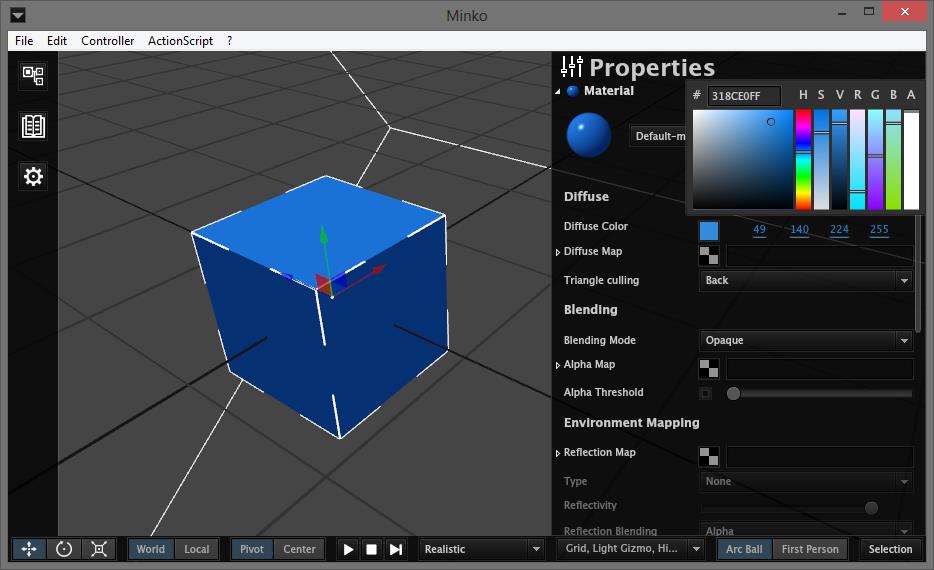 Minko
File Edit Controller ActionScript ?
Properties
Material
# 318CE0FF H S V R G B A
Default-m
Diffuse
Diffuse Color 49 140 224 255
Diffuse Map
Triangle culling Back
Blending
Blending Mode Opaque
Alpha Map
Alpha Threshold
Environment Mapping
Reflection Map
Type None
Reflectivity
Reflection Blending Alpha
World Local Pivot Center Realistic Grid, Light Gizmo, Hi... Arc Ball First Person Selection